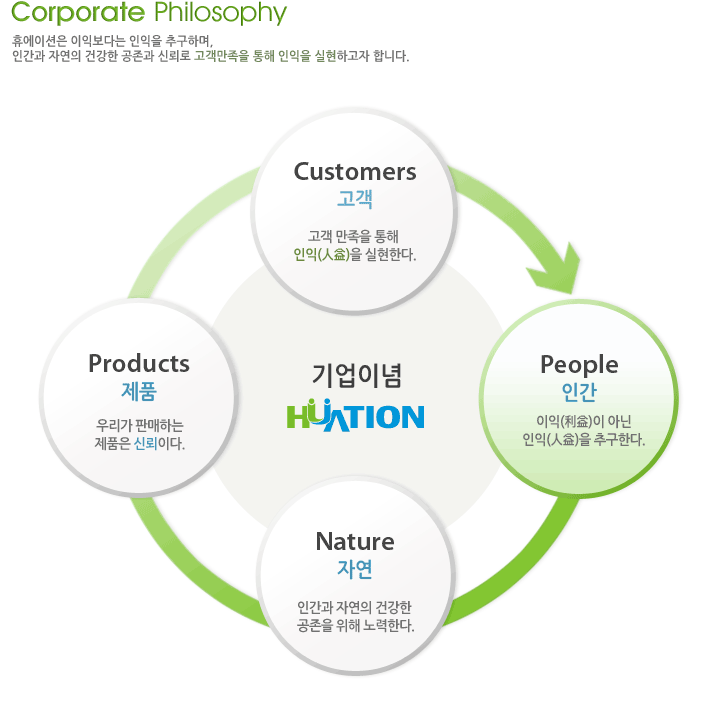 Corporate Philosophy
휴에이션은 이익보다는 인익을 추구하며,
인간과 자연의 건강한 공존과 신뢰로 고객만족을 통해 인익을 실현하고자 합니다.
Customers
고객
고객 만족을 통해
인익(人益)을 실현한다.
Products
제품
우리가 판매하는
제품은 신뢰이다.
기업이념
HUATION
People
인간
이익(利益)이 아닌
인익(人益)을 추구한다.
Nature
자연
인간과 자연의 건강한
공존을 위해 노력한다.